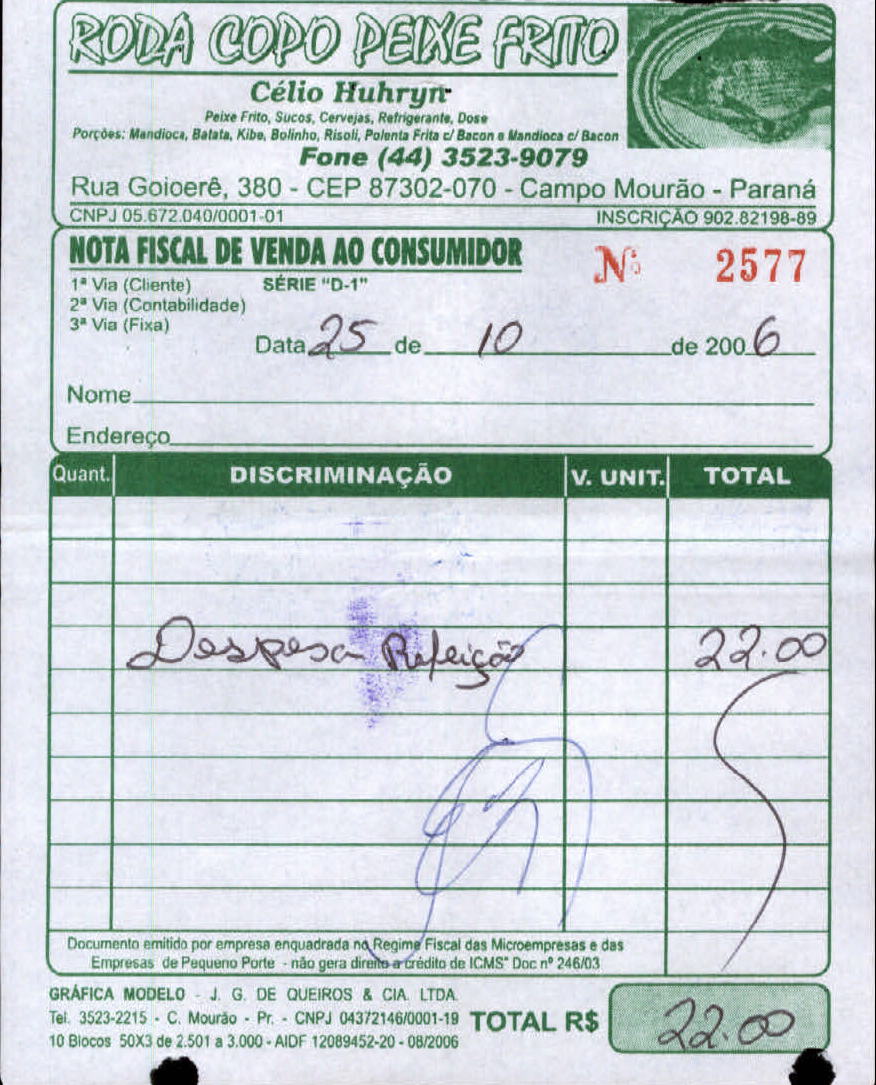 RODA COPO PEIXE FRITO
Célio Huhryn
Peixe Frito, Sucos, Cervejas, Refrigerante, Dose
Porções: Mandioca, Batata, Kibe, Bolinho, Risoli, Polenta Frita c/ Bacon e Mandioca c/ Bacon
Fone (44) 3523-9079
Rua Goioerê, 380 - CEP 87302-070 - Campo Mourão - Paraná
CNPJ 05.672.040/0001-01 INSCRIÇÃO 902.82198-89
NOTA FISCAL DE VENDA AO CONSUMIDOR Nº 2577
1ª Via (Cliente) SÉRIE "D-1"
2ª Via (Contabilidade)
3ª Via (Fixa)
Data 25 de 10 de 2006
Nome
Endereço
Quant. DISCRIMINAÇÃO V. UNIT. TOTAL
Despesa Refeição 22.00
Documento emitido por empresa enquadrada no Regime Fiscal das Microempresas e das
Empresas de Pequeno Porte - não gera direito a crédito de ICMS" Doc nº 246/03
GRÁFICA MODELO - J. G. DE QUEIROS & CIA. LTDA.
Tel. 3523-2215 - C. Mourão - Pr. - CNPJ 04372146/0001-19 TOTAL R$ 22.00
10 Blocos 50X3 de 2.501 a 3.000 - AIDF 12089452-20 - 08/2006